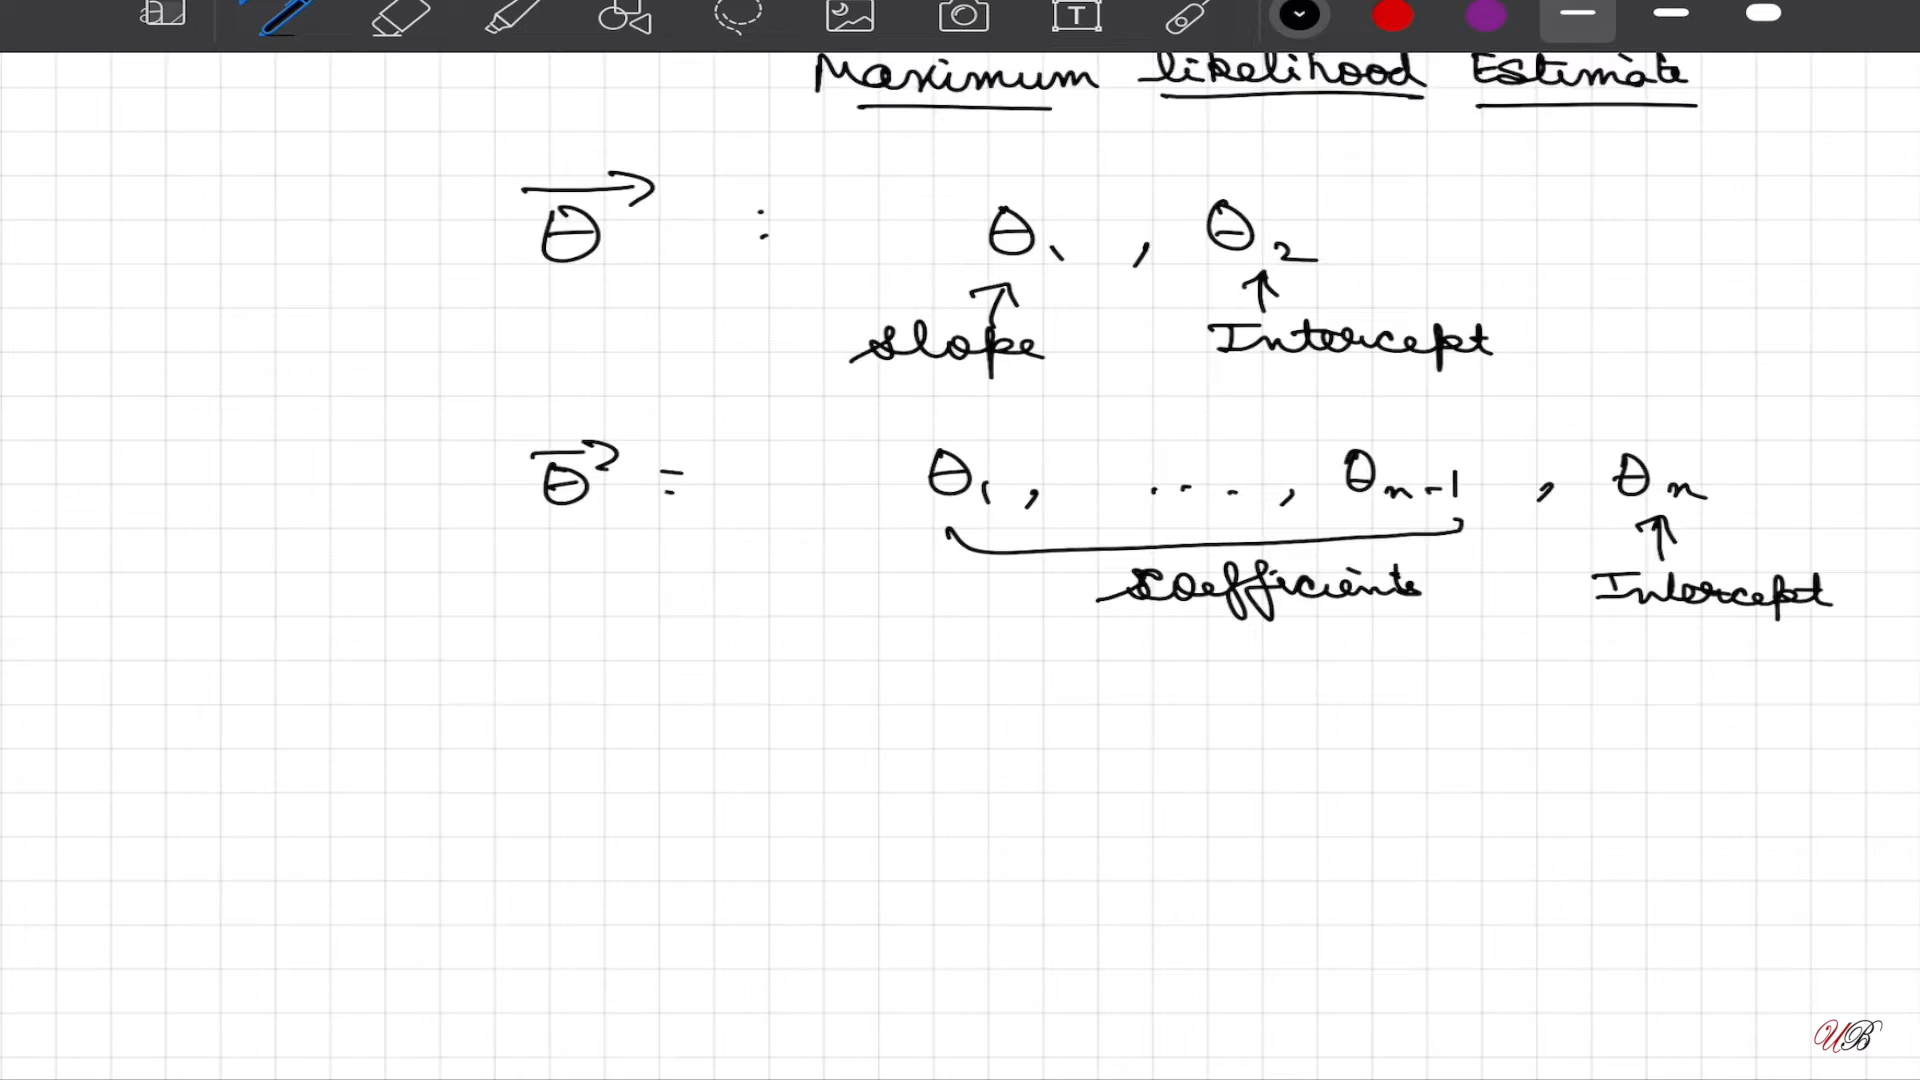 Maximum likelihood Estimate
θ⃗ : θ₁ , θ₂
slope Intercept
θ⃗ = θ₁, ...., θₙ₋₁ , θₙ
coefficients Intercept
UB